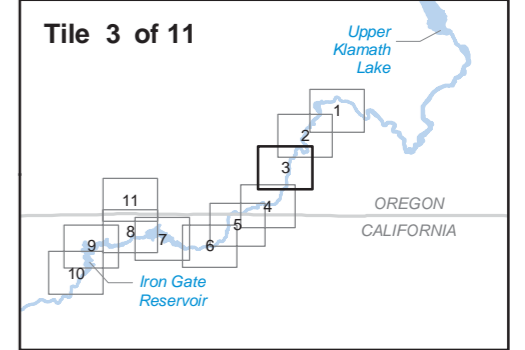 Tile 3 of 11
Upper
Klamath
Lake
1
2
3
4
OREGON
CALIFORNIA
11
5
8
7
6
9
10
Iron Gate
Reservoir